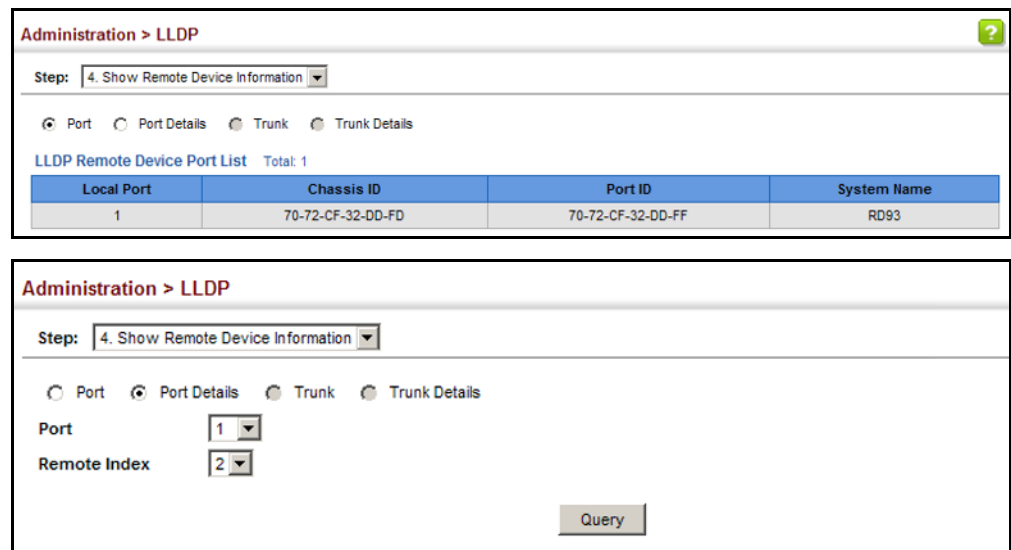 Administration > LLDP
?
Step: 4. Show Remote Device Information
Port Port Details Trunk Trunk Details
LLDP Remote Device Port List Total: 1
Local Port Chassis ID Port ID System Name
1 70-72-CF-32-DD-FD 70-72-CF-32-DD-FF RD93
Administration > LLDP
Step: 4. Show Remote Device Information
Port Port Details Trunk Trunk Details
Port 1
Remote Index 2
Query